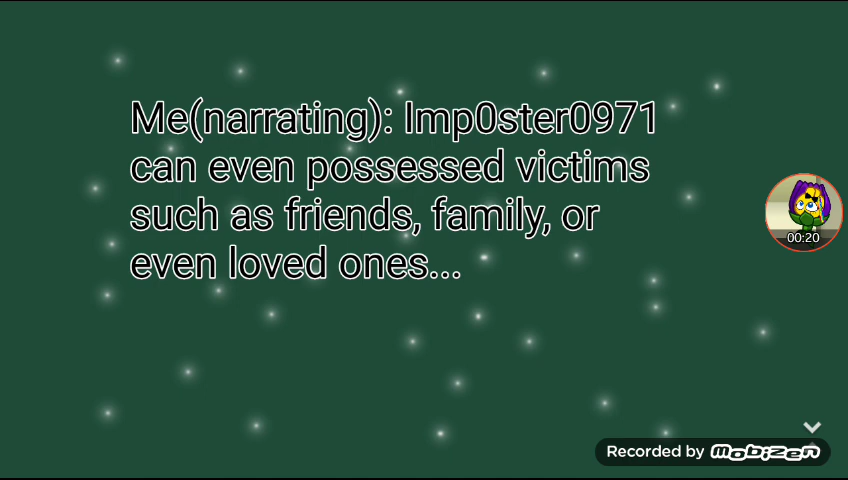 Me(narrating): Imp0ster0971
can even possessed victims
such as friends, family, or
even loved ones...
00:20
Recorded by Mobizen